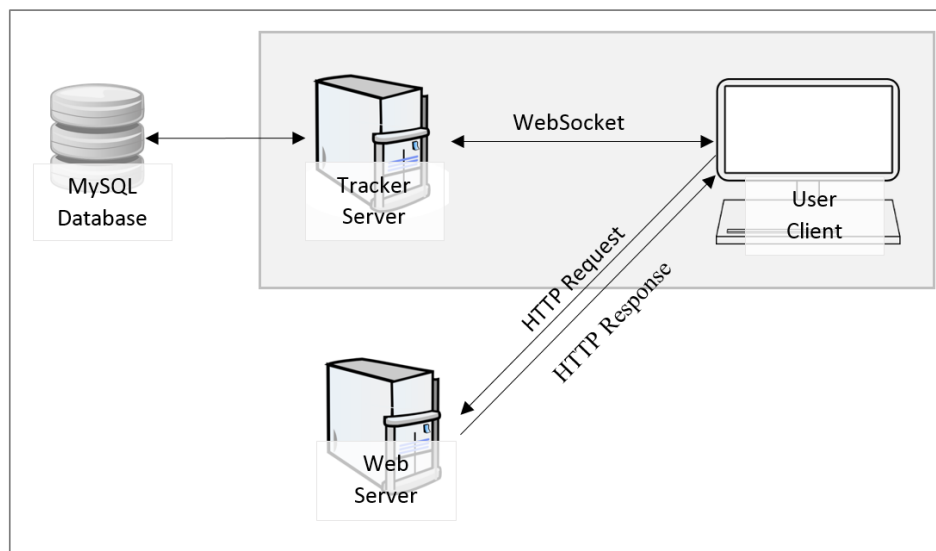 WebSocket
MySQL
Database
Tracker
Server
User
Client
HTTP Request
HTTP Response
Web
Server